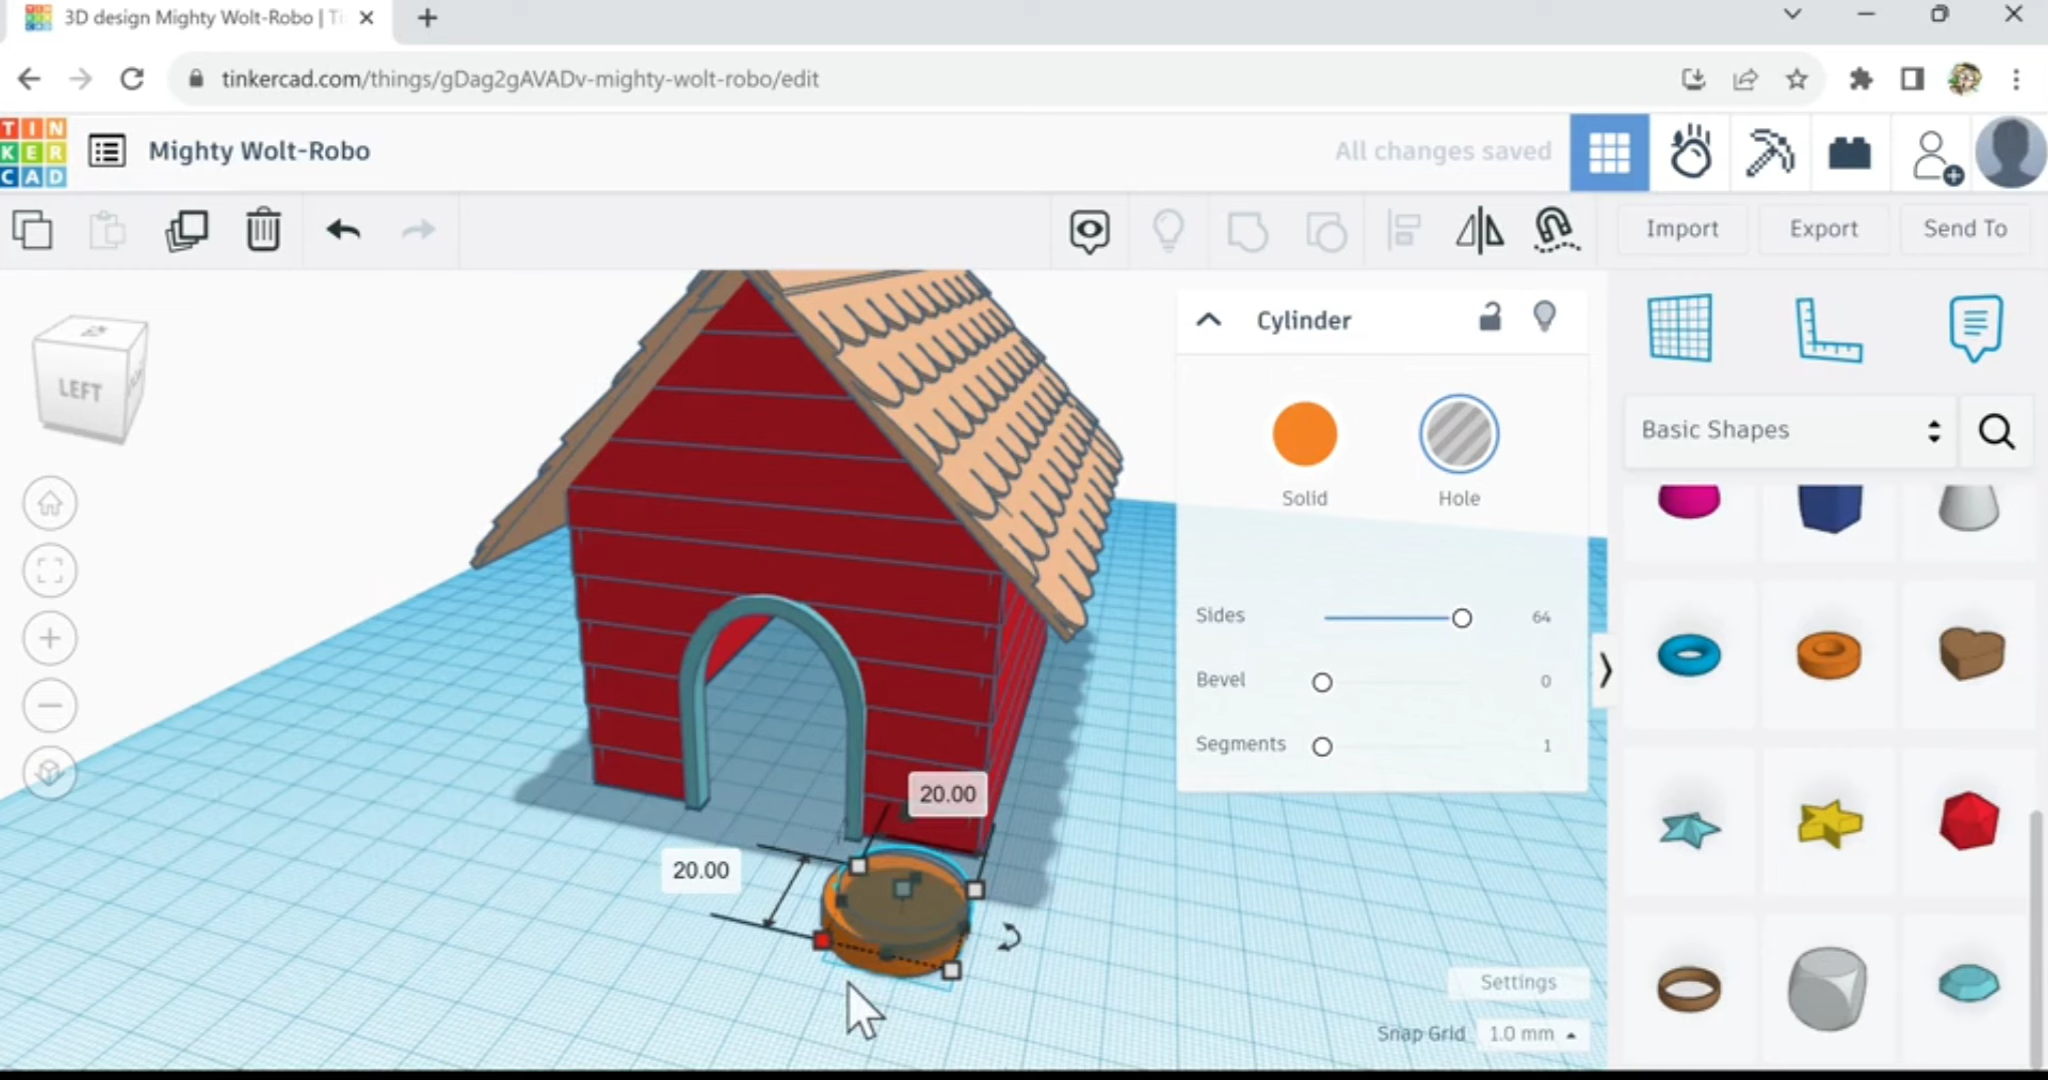 3D design Mighty Wolt-Robo | Ti
tinkercad.com/things/gDag2gAVADv-mighty-wolt-robo/edit
TIN
KER
CAD
Mighty Wolt-Robo
All changes saved
Import
Export
Send To
LEFT
Cylinder
Solid
Hole
Basic Shapes
Sides
64
Bevel
0
Segments
1
20.00
20.00
Settings
Snap Grid
1.0 mm